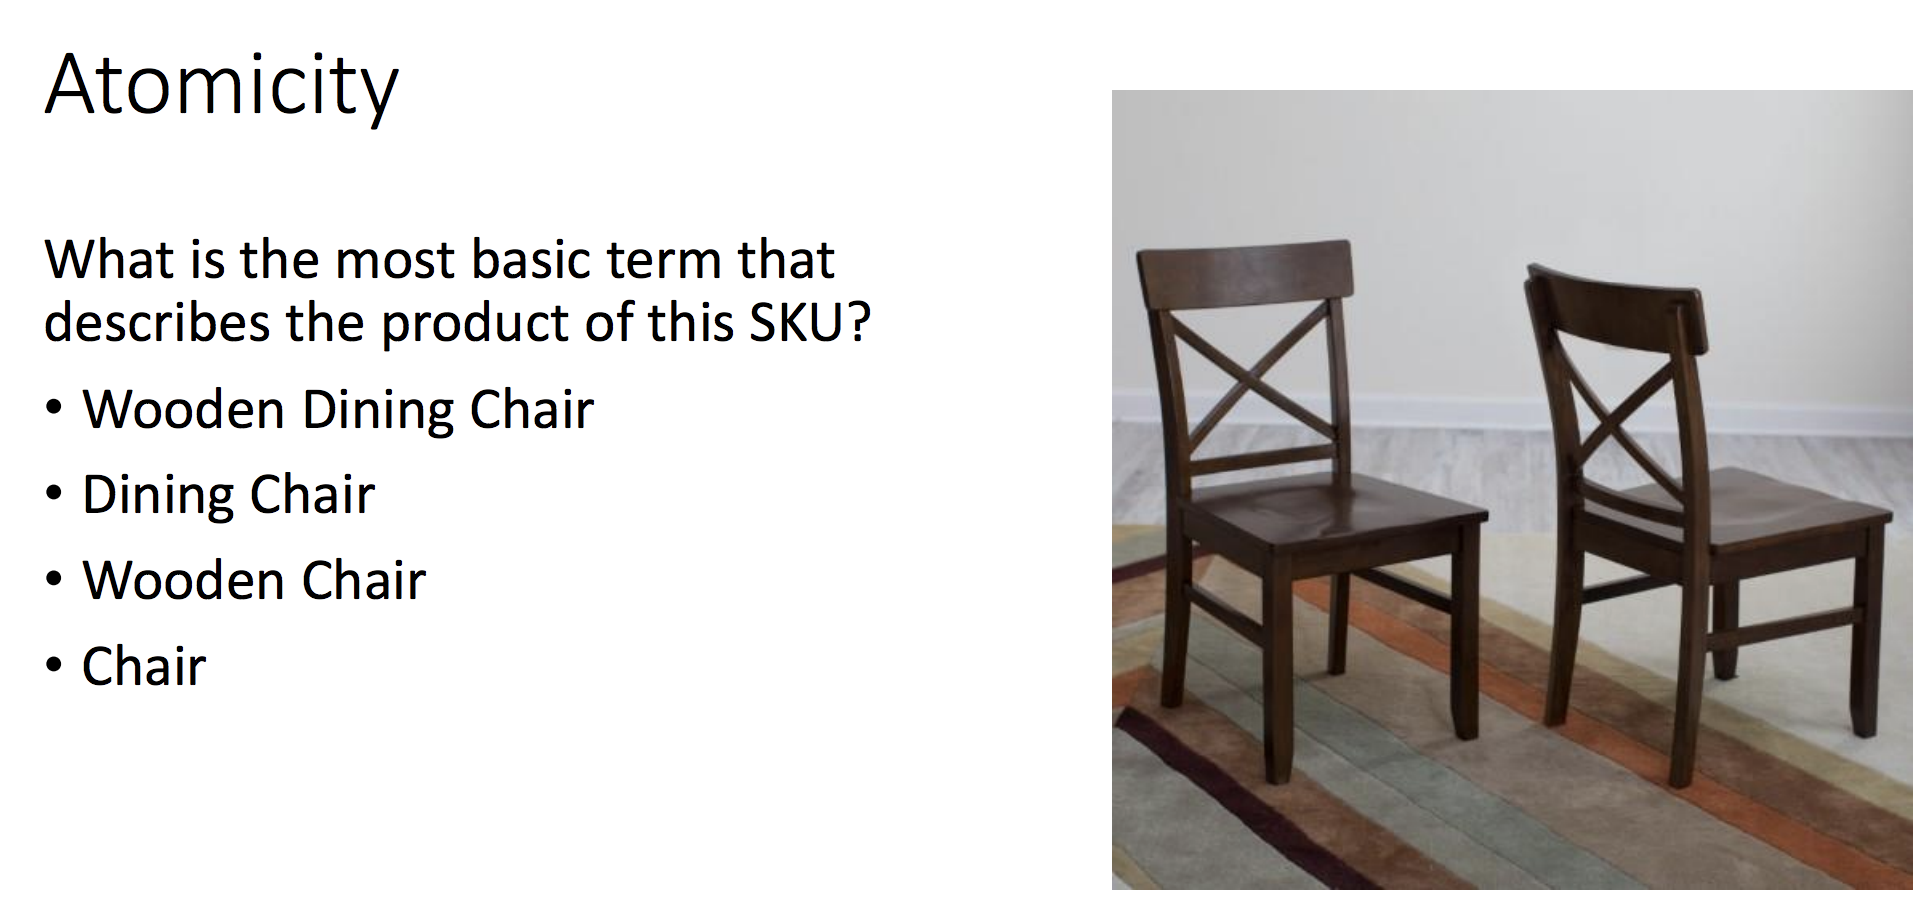 Atomicity
What is the most basic term that
describes the product of this SKU?
• Wooden Dining Chair
• Dining Chair
• Wooden Chair
• Chair